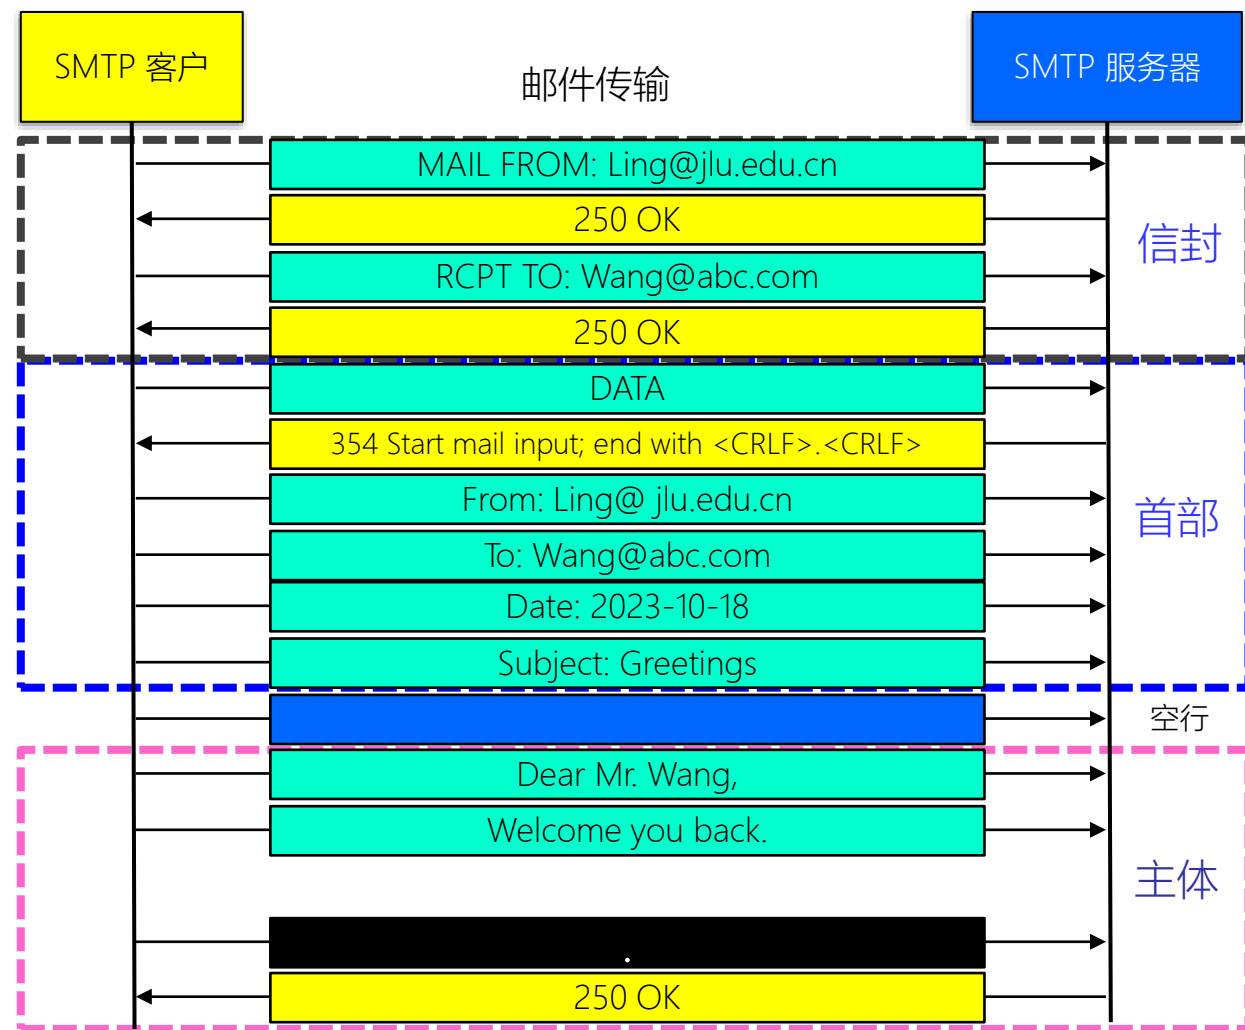 SMTP 客户
SMTP 服务器
邮件传输
MAIL FROM: Ling@jlu.edu.cn
250 OK
信封
RCPT TO: Wang@abc.com
250 OK
DATA
354 Start mail input; end with <CRLF>.<CRLF>
From: Ling@ jlu.edu.cn
首部
To: Wang@abc.com
Date: 2023-10-18
Subject: Greetings
空行
Dear Mr. Wang,
Welcome you back.
主体
.
250 OK